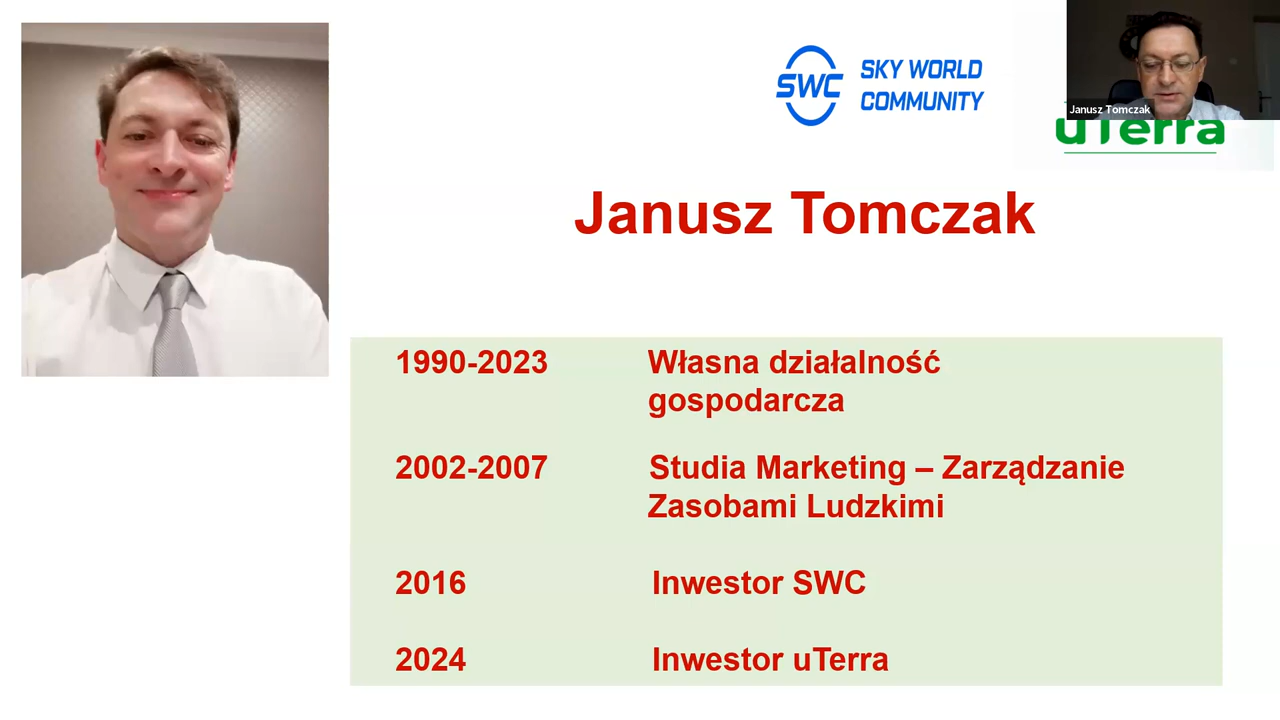 SWC
SKY WORLD
COMMUNITY
Janusz Tomczak
uTerra
Janusz Tomczak
1990-2023 Własna działalność
gospodarcza
2002-2007 Studia Marketing – Zarządzanie
Zasobami Ludzkimi
2016 Inwestor SWC
2024 Inwestor uTerra